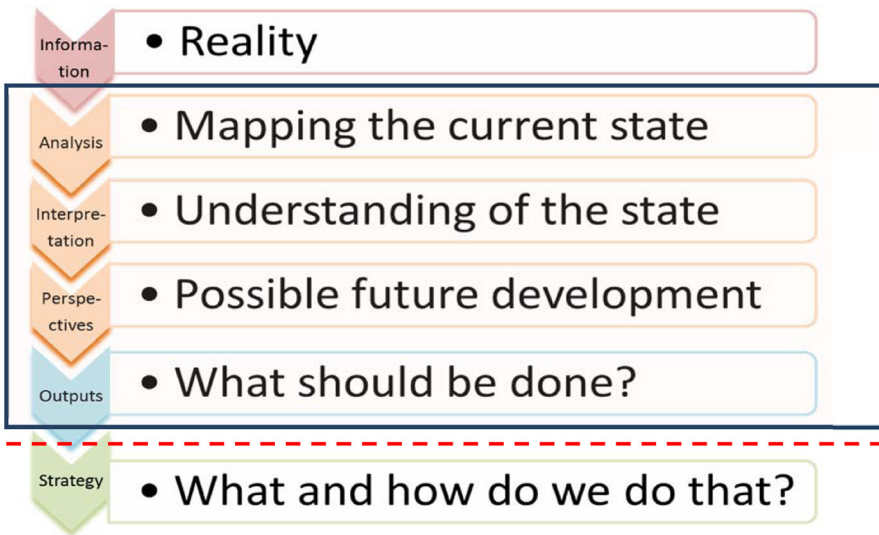 Informa-
tion
• Reality
Analysis
• Mapping the current state
Interpre-
tation
• Understanding of the state
Perspe-
ctives
• Possible future development
Outputs
• What should be done?
Strategy
• What and how do we do that?